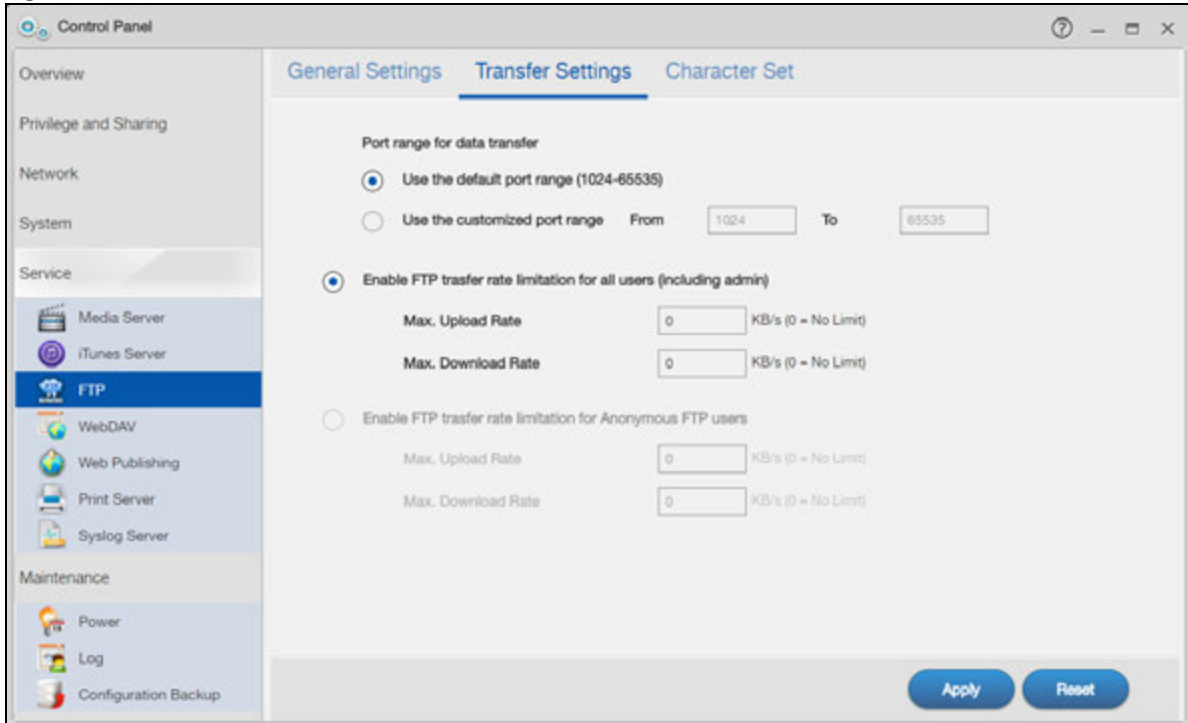 Control Panel
Overview
Privilege and Sharing
Network
System
Service
Media Server
iTunes Server
FTP
WebDAV
Web Publishing
Print Server
Syslog Server
Maintenance
Power
Log
Configuration Backup
General Settings Transfer Settings Character Set
Port range for data transfer
Use the default port range (1024-65535)
Use the customized port range From 1024 To 65535
Enable FTP trasfer rate limitation for all users (including admin)
Max. Upload Rate 0 KB/s (0 = No Limit)
Max. Download Rate 0 KB/s (0 = No Limit)
Enable FTP trasfer rate limitation for Anonymous FTP users
Max. Upload Rate 0 KB/s (0 = No Limit)
Max. Download Rate 0 KB/s (0 = No Limit)
Apply Reset